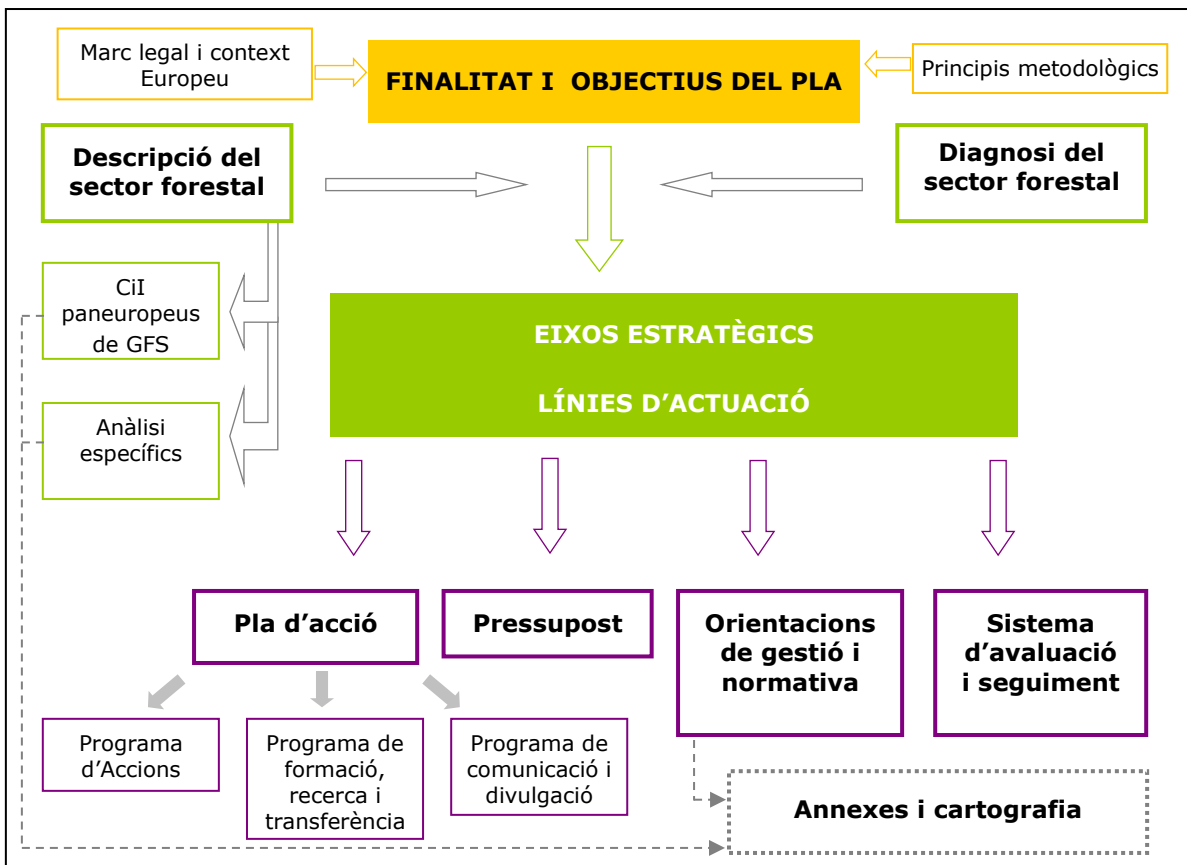 Marc legal i context
Europeu
FINALITAT I OBJECTIUS DEL PLA
Principis metodològics
Descripció del
sector forestal
Diagnosi del
sector forestal
CiI
paneuropeus
de GFS
EIXOS ESTRATÈGICS
LÍNIES D’ACTUACIÓ
Anàlisi
específics
Pla d’acció
Pressupost
Orientacions
de gestió i
normativa
Sistema
d’avaluació
i seguiment
Programa
d’Accions
Programa de
formació,
recerca i
transferència
Programa de
comunicació i
divulgació
Annexes i cartografia